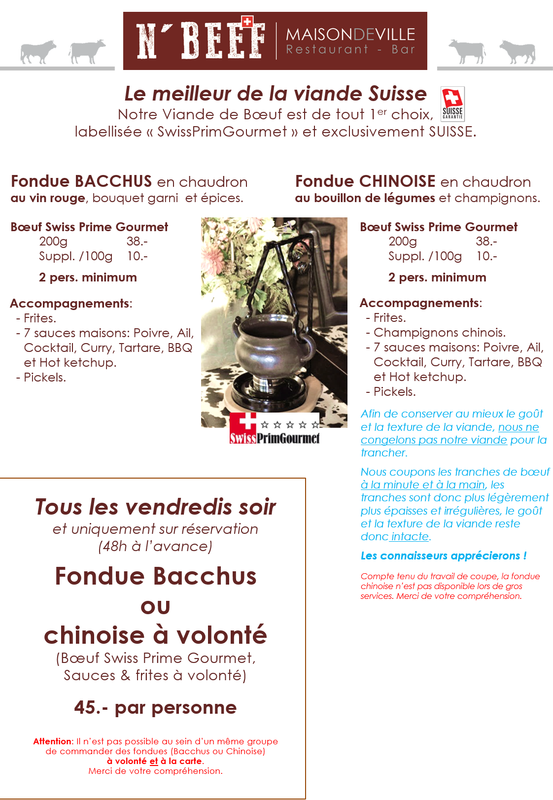 N´BEEF
MAISONDEVILLE
Restaurant - Bar
Le meilleur de la viande Suisse
Notre Viande de Bœuf est de tout 1er choix,
labellisée « SwissPrimGourmet » et exclusivement SUISSE.
SUISSE
GARANTIE
Fondue BACCHUS en chaudron
au vin rouge, bouquet garni et épices.
Bœuf Swiss Prime Gourmet
200g 38.-
Suppl. /100g 10.-
2 pers. minimum
Accompagnements:
- Frites.
- 7 sauces maisons: Poivre, Ail,
Cocktail, Curry, Tartare, BBQ
et Hot ketchup.
- Pickels.
SwissPrimGourmet
Fondue CHINOISE en chaudron
au bouillon de légumes et champignons.
Bœuf Swiss Prime Gourmet
200g 38.-
Suppl. /100g 10.-
2 pers. minimum
Accompagnements:
- Frites.
- Champignons chinois.
- 7 sauces maisons: Poivre, Ail,
Cocktail, Curry, Tartare, BBQ
et Hot ketchup.
- Pickels.
Afin de conserver au mieux le goût
et la texture de la viande, nous ne
congelons pas notre viande pour la
trancher.
Nous coupons les tranches de bœuf
à la minute et à la main, les
tranches sont donc plus légèrement
plus épaisses et irrégulières, le goût
et la texture de la viande reste
donc intacte.
Les connaisseurs apprécierons !
Compte tenu du travail de coupe, la fondue
chinoise n'est pas disponible lors de gros
services, Merci de votre compréhension.
Tous les vendredis soir
et uniquement sur réservation
(48h à l'avance)
Fondue Bacchus
ou
chinoise à volonté
(Bœuf Swiss Prime Gourmet,
Sauces & frites à volonté)
45.- par personne
Attention: Il n'est pas possible au sein d'un même groupe
de commander des fondues (Bacchus ou Chinoise)
à volonté et à la carte.
Merci de votre compréhension.